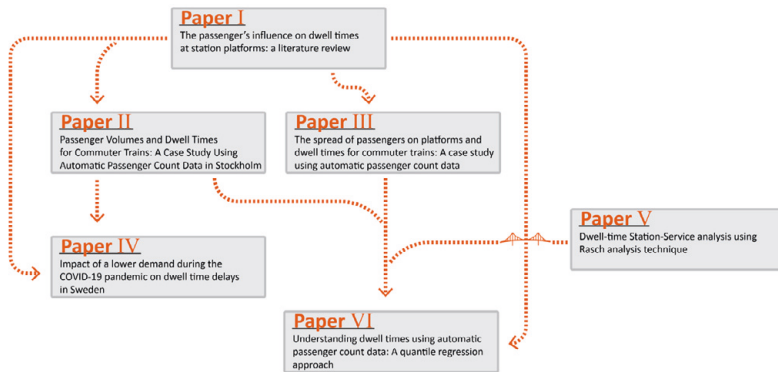 Paper I
The passenger's influence on dwell times
at station platforms: a literature review
Paper II
Passenger Volumes and Dwell Times
for Commuter Trains: A Case Study Using
Automatic Passenger Count Data in Stockholm
Paper III
The spread of passengers on platforms and
dwell times for commuter trains: A case study
using automatic passenger count data
Paper IV
Impact of a lower demand during the
COVID-19 pandemic on dwell time delays
in Sweden
Paper V
Dwell-time Station-Service analysis using
Rasch analysis technique
Paper VI
Understanding dwell times using automatic
passenger count data: A quantile regression
approach